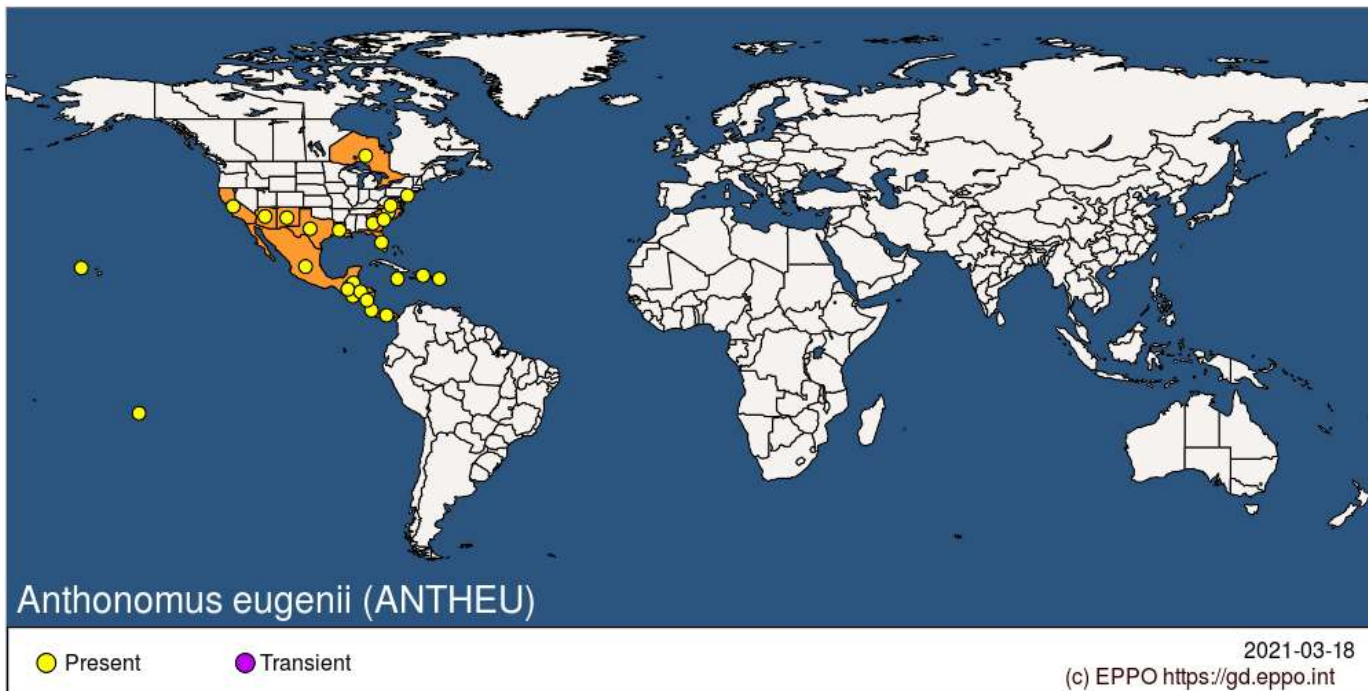 Anthonomus eugenii (ANTHEU)
Present
Transient
2021-03-18
(c) EPPO https://gd.eppo.int